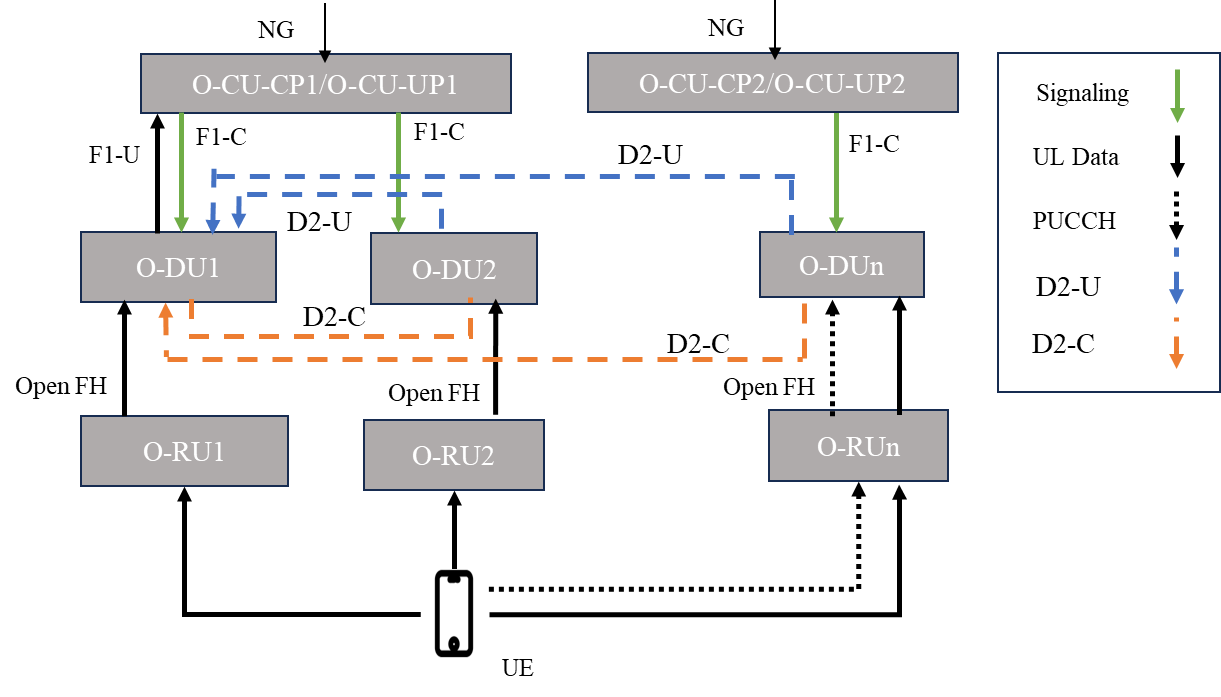 NG
NG
O-CU-CP1/O-CU-UP1
O-CU-CP2/O-CU-UP2
Signaling
F1-U
F1-C
F1-C
F1-C
UL Data
D2-U
D2-U
PUCCH
O-DU1
O-DU2
O-DUn
D2-U
D2-C
D2-C
D2-C
Open FH
Open FH
Open FH
O-RU1
O-RU2
O-RUn
UE